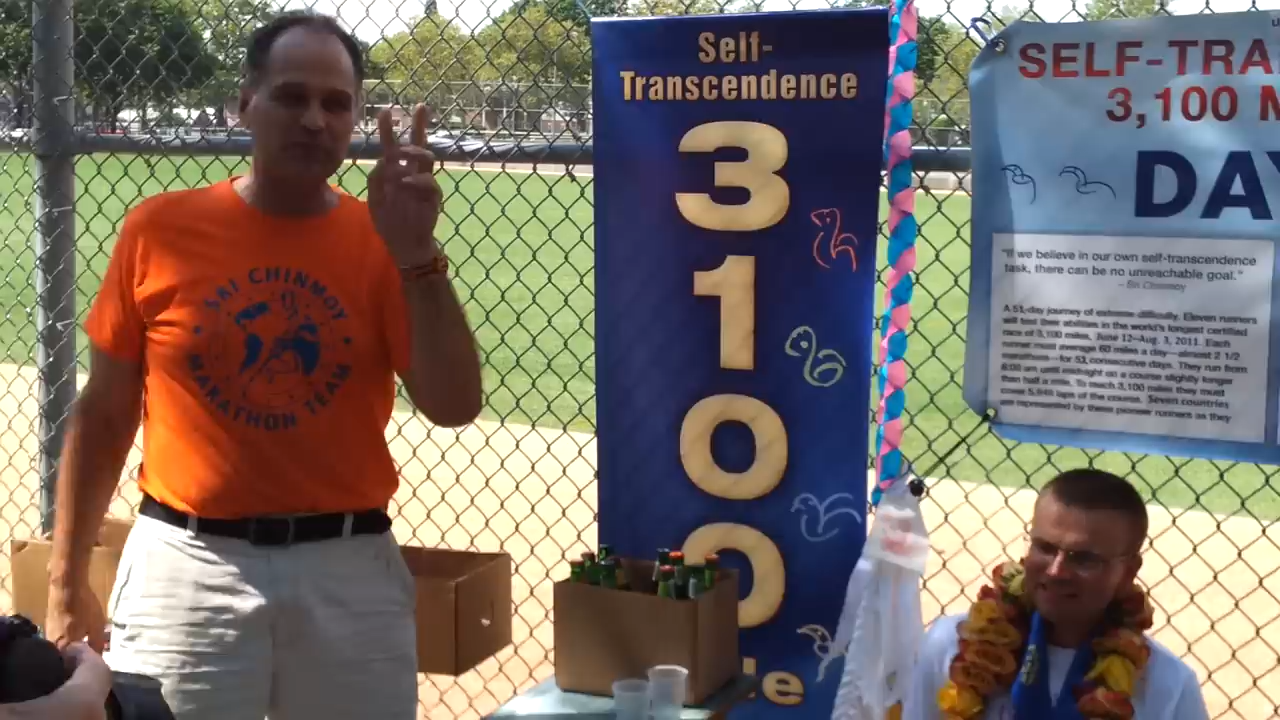 Self-
Transcendence
3
1
0
0
SRI CHINMOY
MARATHON TEAM
SELF-TRA
3,100 M
DAY
"If we believe in our own self-transcendence
task, there can be no unreachable goal."
– Sri Chinmoy
A 51-day journey of extreme difficulty. Eleven runners
will test their abilities in the world's longest certified
race of 3,100 miles, June 12–Aug. 3, 2011. Each
runner must average 60 miles a day—almost 2 1/2
marathons—for 53 consecutive days. They run from
6:00 am until midnight on a course slightly longer
than half a mile. To reach 3,100 miles they must
cover 5,649 laps of the course. Seven countries
are represented by these pioneer runners as they